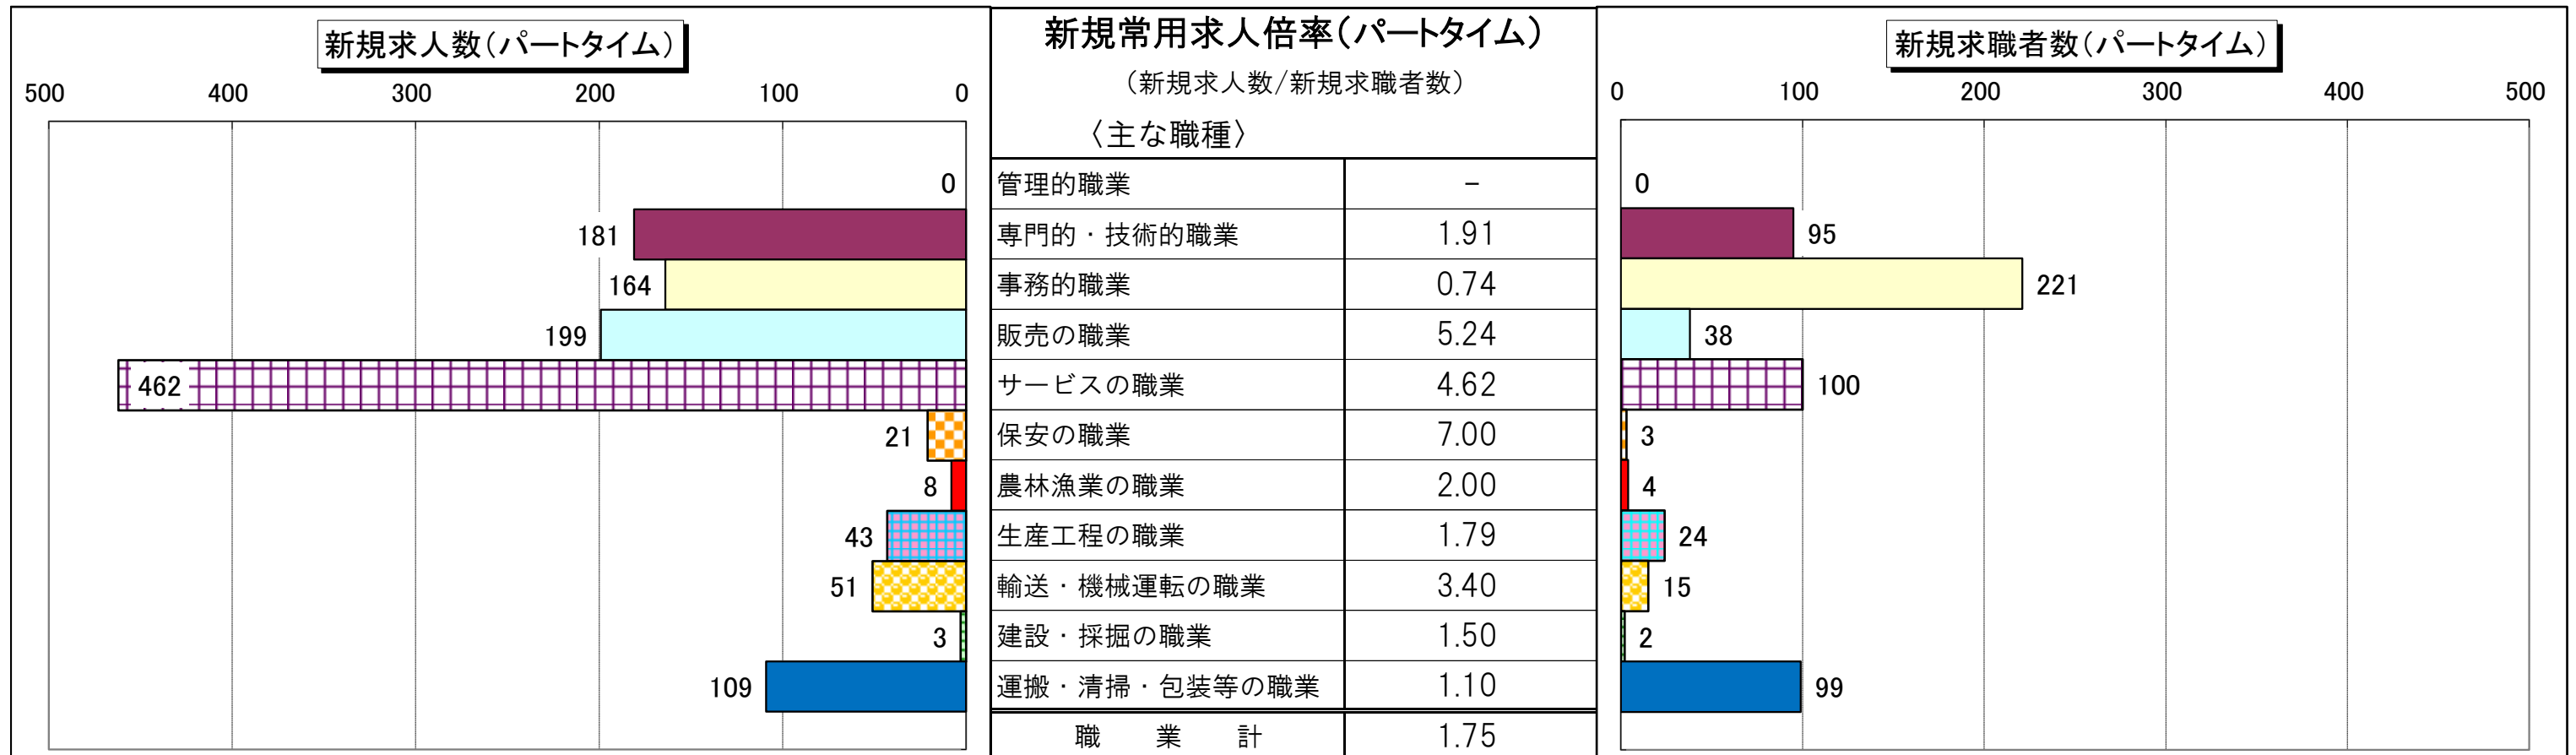 新規求人数(パートタイム)
500 400 300 200 100 0
新規常用求人倍率(パートタイム)
(新規求人数/新規求職者数)
〈主な職種〉
新規求職者数(パートタイム)
0 100 200 300 400 500
0 管理的職業 － 0
181 専門的・技術的職業 1.91 95
164 事務的職業 0.74 221
199 販売の職業 5.24 38
462 サービスの職業 4.62 100
21 保安の職業 7.00 3
8 農林漁業の職業 2.00 4
43 生産工程の職業 1.79 24
51 輸送・機械運転の職業 3.40 15
3 建設・採掘の職業 1.50 2
109 運搬・清掃・包装等の職業 1.10 99
職 業 計 1.75